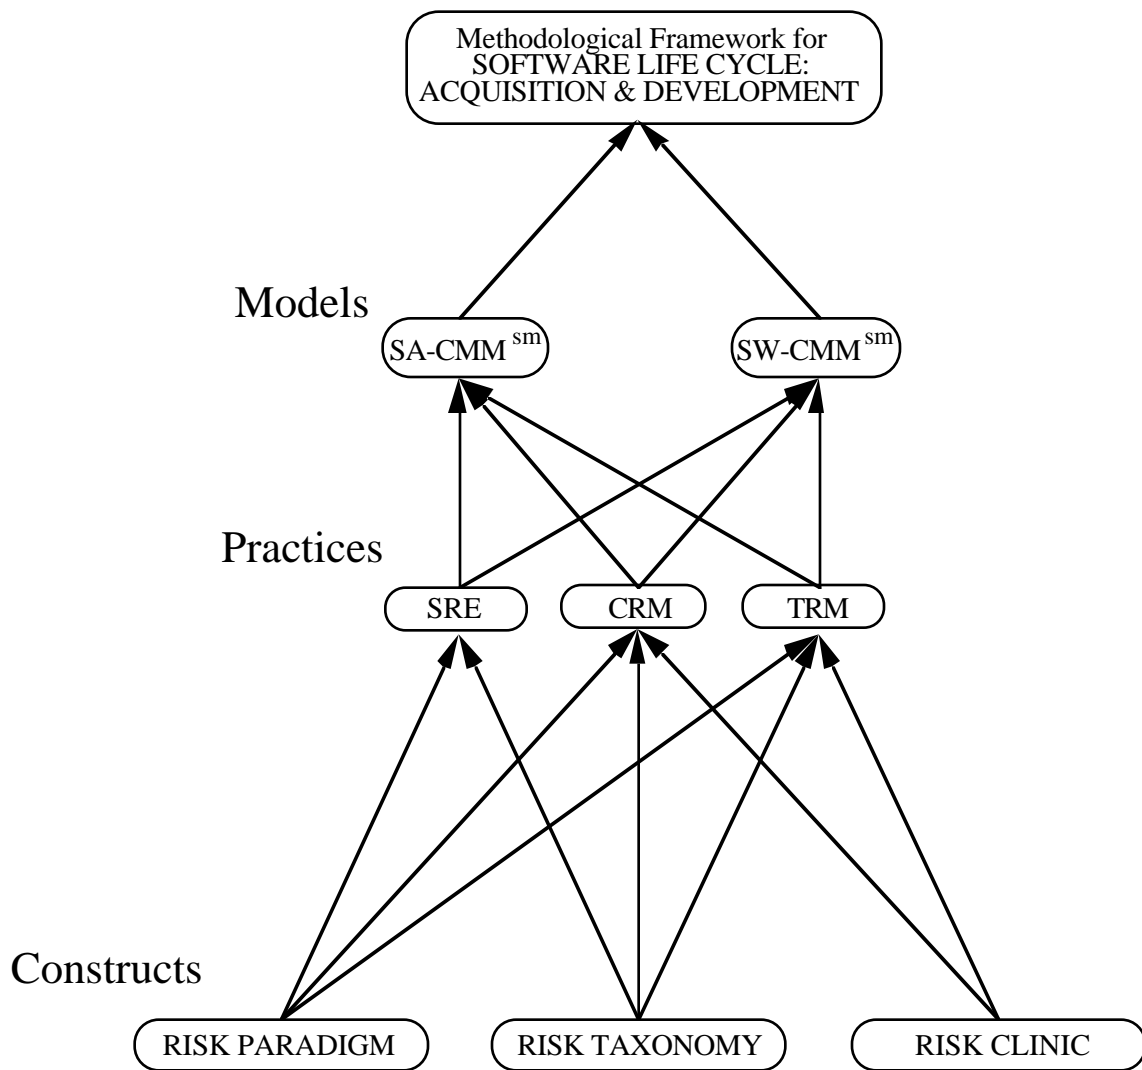 Methodological Framework for
SOFTWARE LIFE CYCLE:
ACQUISITION & DEVELOPMENT
Models
SA-CMM sm
SW-CMM sm
Practices
SRE
CRM
TRM
Constructs
RISK PARADIGM
RISK TAXONOMY
RISK CLINIC